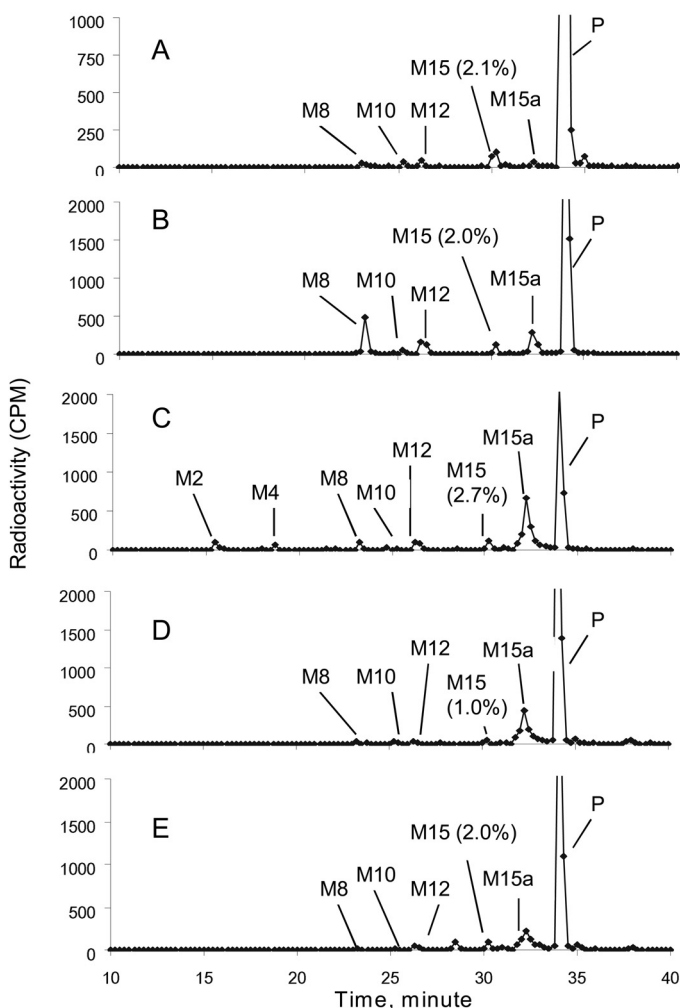 1000
A
P
750
M15 (2.1%)
500
M8 M10 M12 M15a
250
0
2000
B
P
1500
M15 (2.0%)
1000
M8 M10 M12 M15a
500
0
Radioactivity (CPM)
2000
C
P
1500
M12 M15a
1000
M2 M4 M8 M10 M15
(2.7%)
500
0
2000
D
P
1500
M12 M15a
1000
M8 M10 M15
(1.0%)
500
0
2000
E
P
1500
M15 (2.0%)
1000
M8 M10 M12 M15a
500
0
10 15 20 25 30 35 40
Time, minute